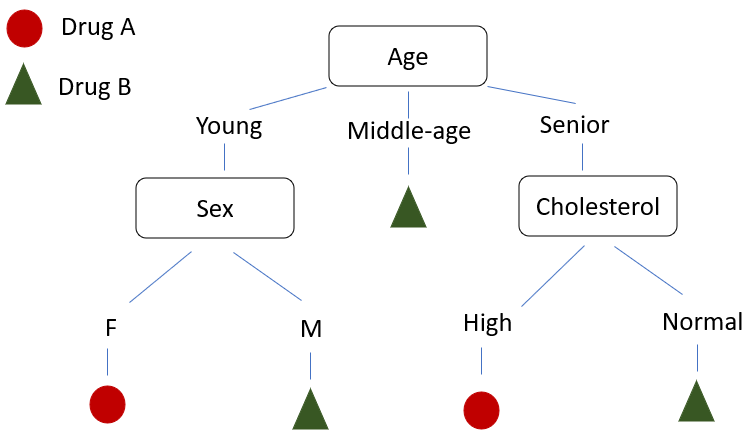 Drug A
Drug B
Age
Young
Middle-age
Senior
Sex
Cholesterol
F
M
High
Normal